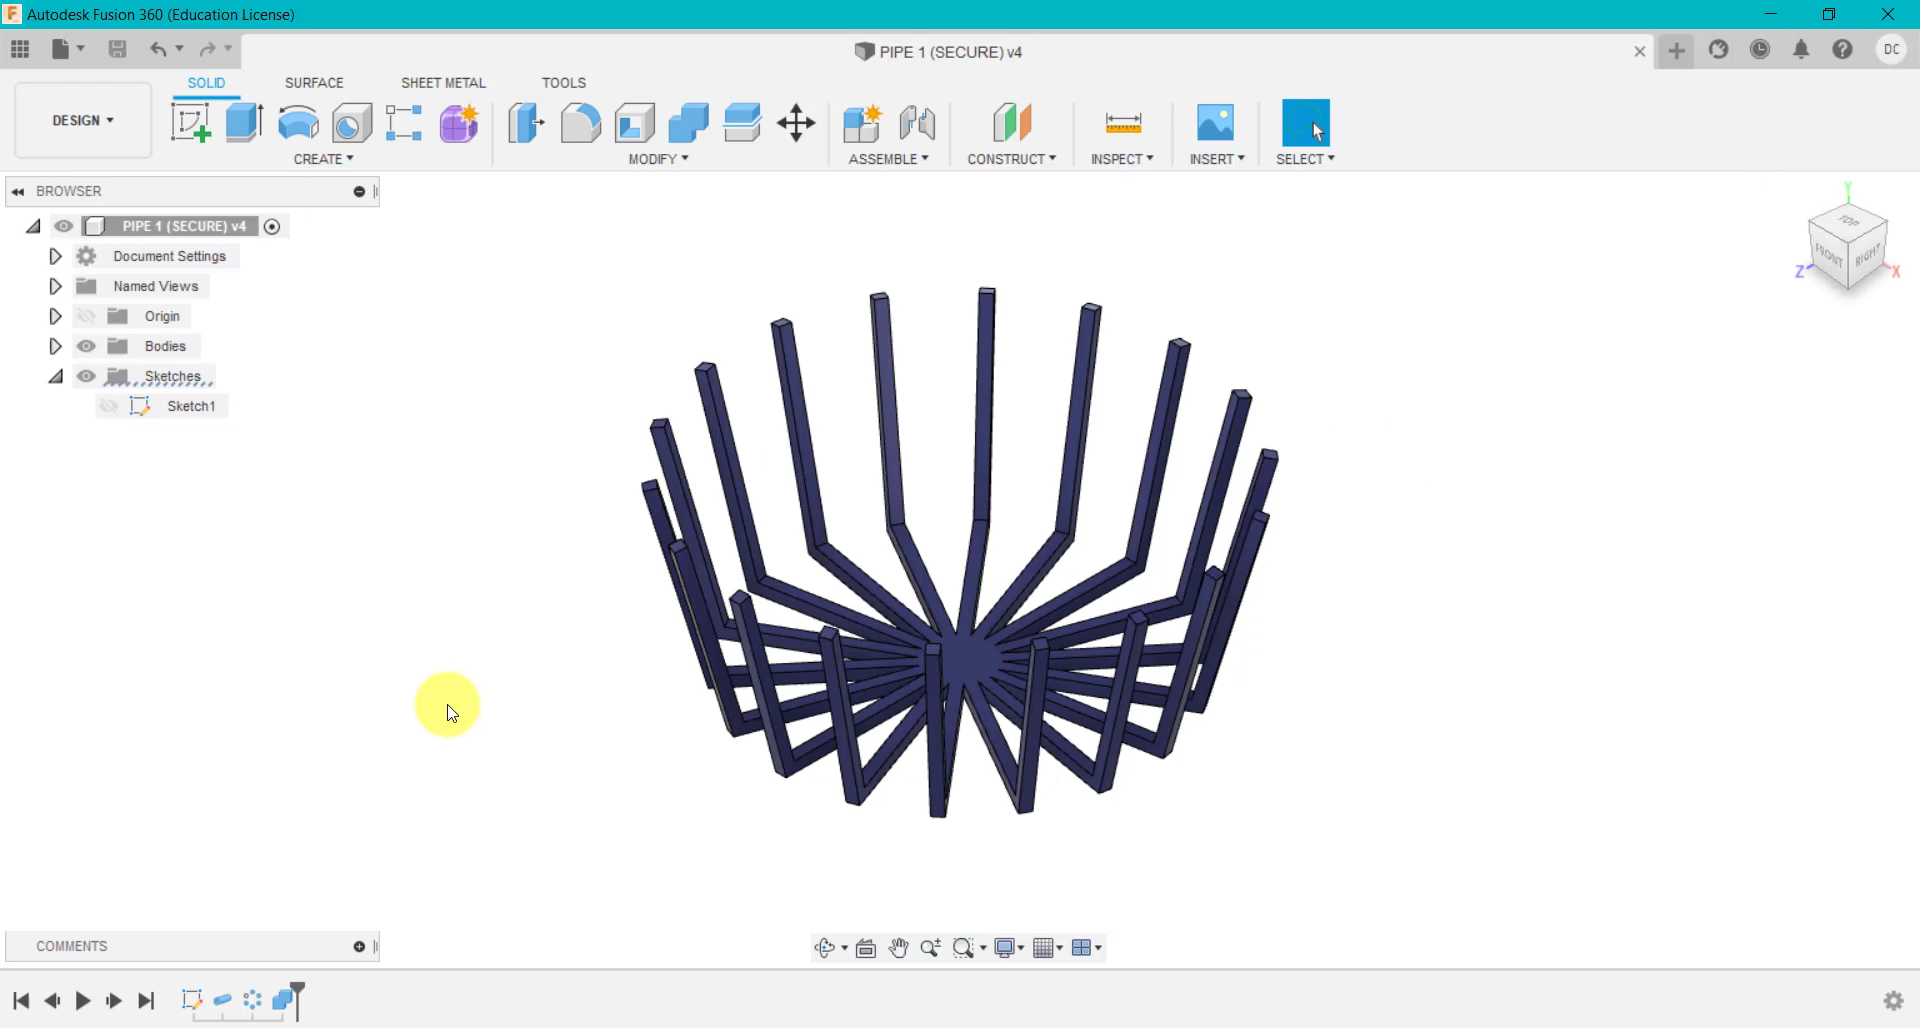 Autodesk Fusion 360 (Education License)
PIPE 1 (SECURE) v4
DC
SOLID
SURFACE
SHEET METAL
TOOLS
DESIGN
CREATE
MODIFY
ASSEMBLE
CONSTRUCT
INSPECT
INSERT
SELECT
BROWSER
PIPE 1 (SECURE) v4
Document Settings
Named Views
Origin
Bodies
Sketches
Sketch1
Y
TOP
FRONT
RIGHT
Z
X
COMMENTS